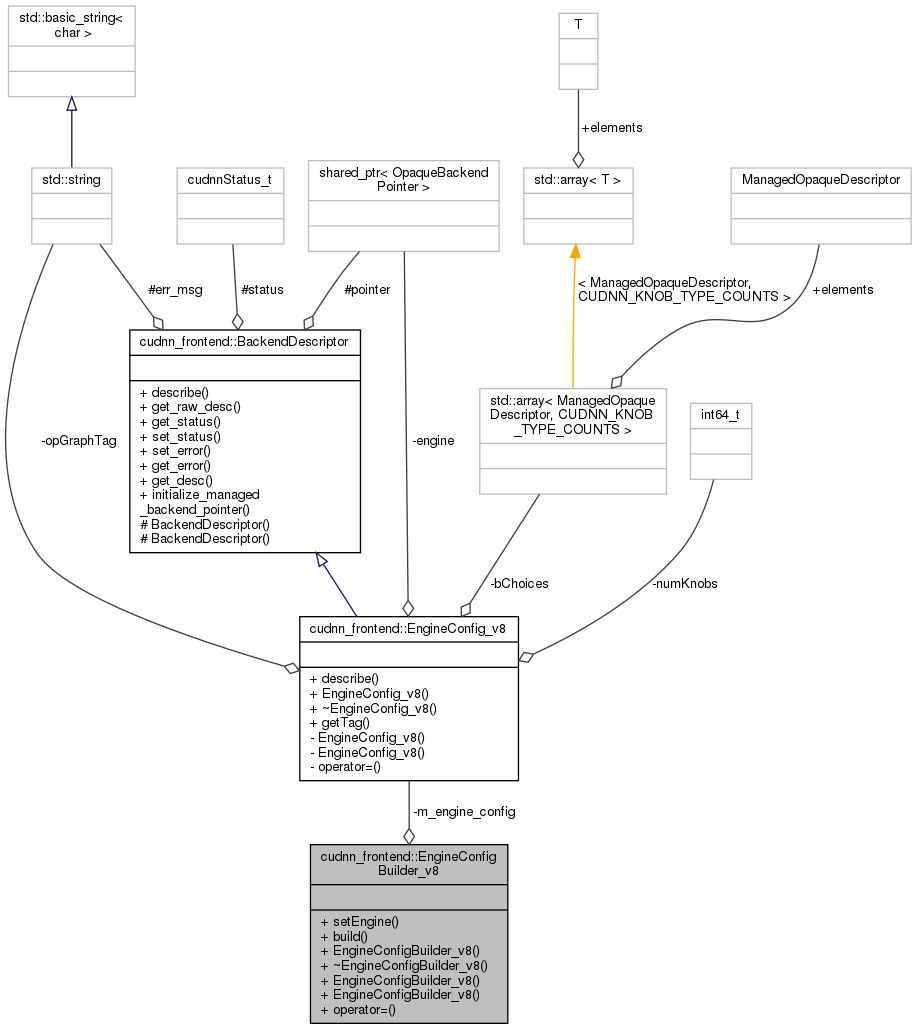 std::basic_string<
char >
T
+elements
std::string
cudnnStatus_t
shared_ptr< OpaqueBackend
Pointer >
std::array< T >
ManagedOpaqueDescriptor
#err_msg
#status
#pointer
< ManagedOpaqueDescriptor,
CUDNN_KNOB_TYPE_COUNTS >
+elements
cudnn_frontend::BackendDescriptor
+ describe()
+ get_raw_desc()
+ get_status()
+ set_status()
+ set_error()
+ get_error()
+ get_desc()
+ initialize_managed
_backend_pointer()
# BackendDescriptor()
# BackendDescriptor()
-opGraphTag
-engine
std::array< ManagedOpaque
Descriptor, CUDNN_KNOB
_TYPE_COUNTS >
int64_t
-bChoices
-numKnobs
cudnn_frontend::EngineConfig_v8
+ describe()
+ EngineConfig_v8()
+ ~EngineConfig_v8()
+ getTag()
- EngineConfig_v8()
- EngineConfig_v8()
- operator=()
-m_engine_config
cudnn_frontend::EngineConfig
Builder_v8
+ setEngine()
+ build()
+ EngineConfigBuilder_v8()
+ ~EngineConfigBuilder_v8()
+ EngineConfigBuilder_v8()
+ EngineConfigBuilder_v8()
+ operator=()